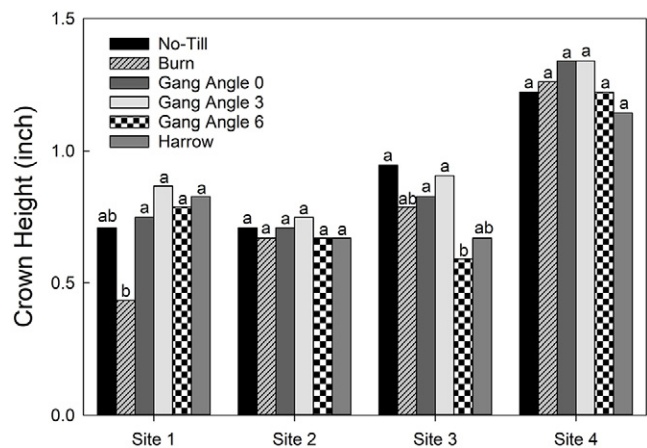 1.5
No-Till
Burn
Gang Angle 0
Gang Angle 3
Gang Angle 6
Harrow
a a a a a a
1.0
a ab a a b ab
ab b a a a a
a a a a a a
0.5
0.0
Crown Height (inch)
Site 1 Site 2 Site 3 Site 4